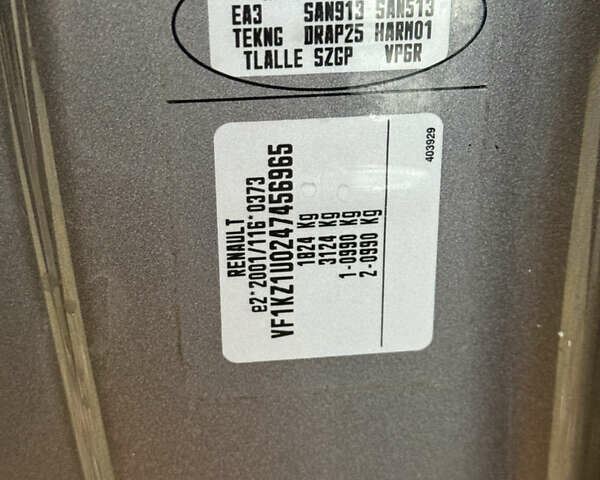 EA3 SAN913 SAN513
TEKNG DRAP25 HARM01
TLALLE SZGP VP6R
RENAULT
e2*2001/116*0373
VF1KZ1U0247456965
1824 Kg
3124 Kg
1-0990 Kg
2-0990 Kg
403929